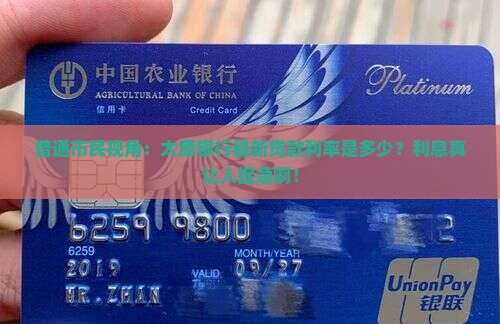 中国农业银行
AGRICULTURAL BANK OF CHINA
信用卡 Credit Card
Platinum
普通市民视角：太原银行最新贷款利率是多少？利息真
让人捉急啊！
6259 9800 2
6259
MONTH/YEAR
2019 VALID 09/27
MR.ZHAN
UnionPay
银联